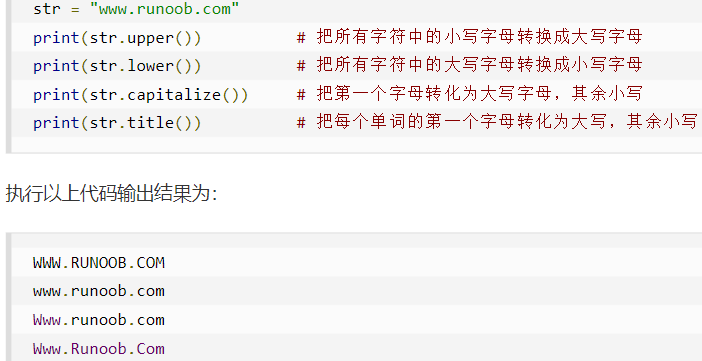 str = "www.runoob.com"
print(str.upper())          # 把所有字符中的小写字母转换成大写字母
print(str.lower())          # 把所有字符中的大写字母转换成小写字母
print(str.capitalize())     # 把第一个字母转化为大写字母，其余小写
print(str.title())          # 把每个单词的第一个字母转化为大写，其余小写
执行以上代码输出结果为：
WWW.RUNOOB.COM
www.runoob.com
Www.runoob.com
Www.Runoob.Com